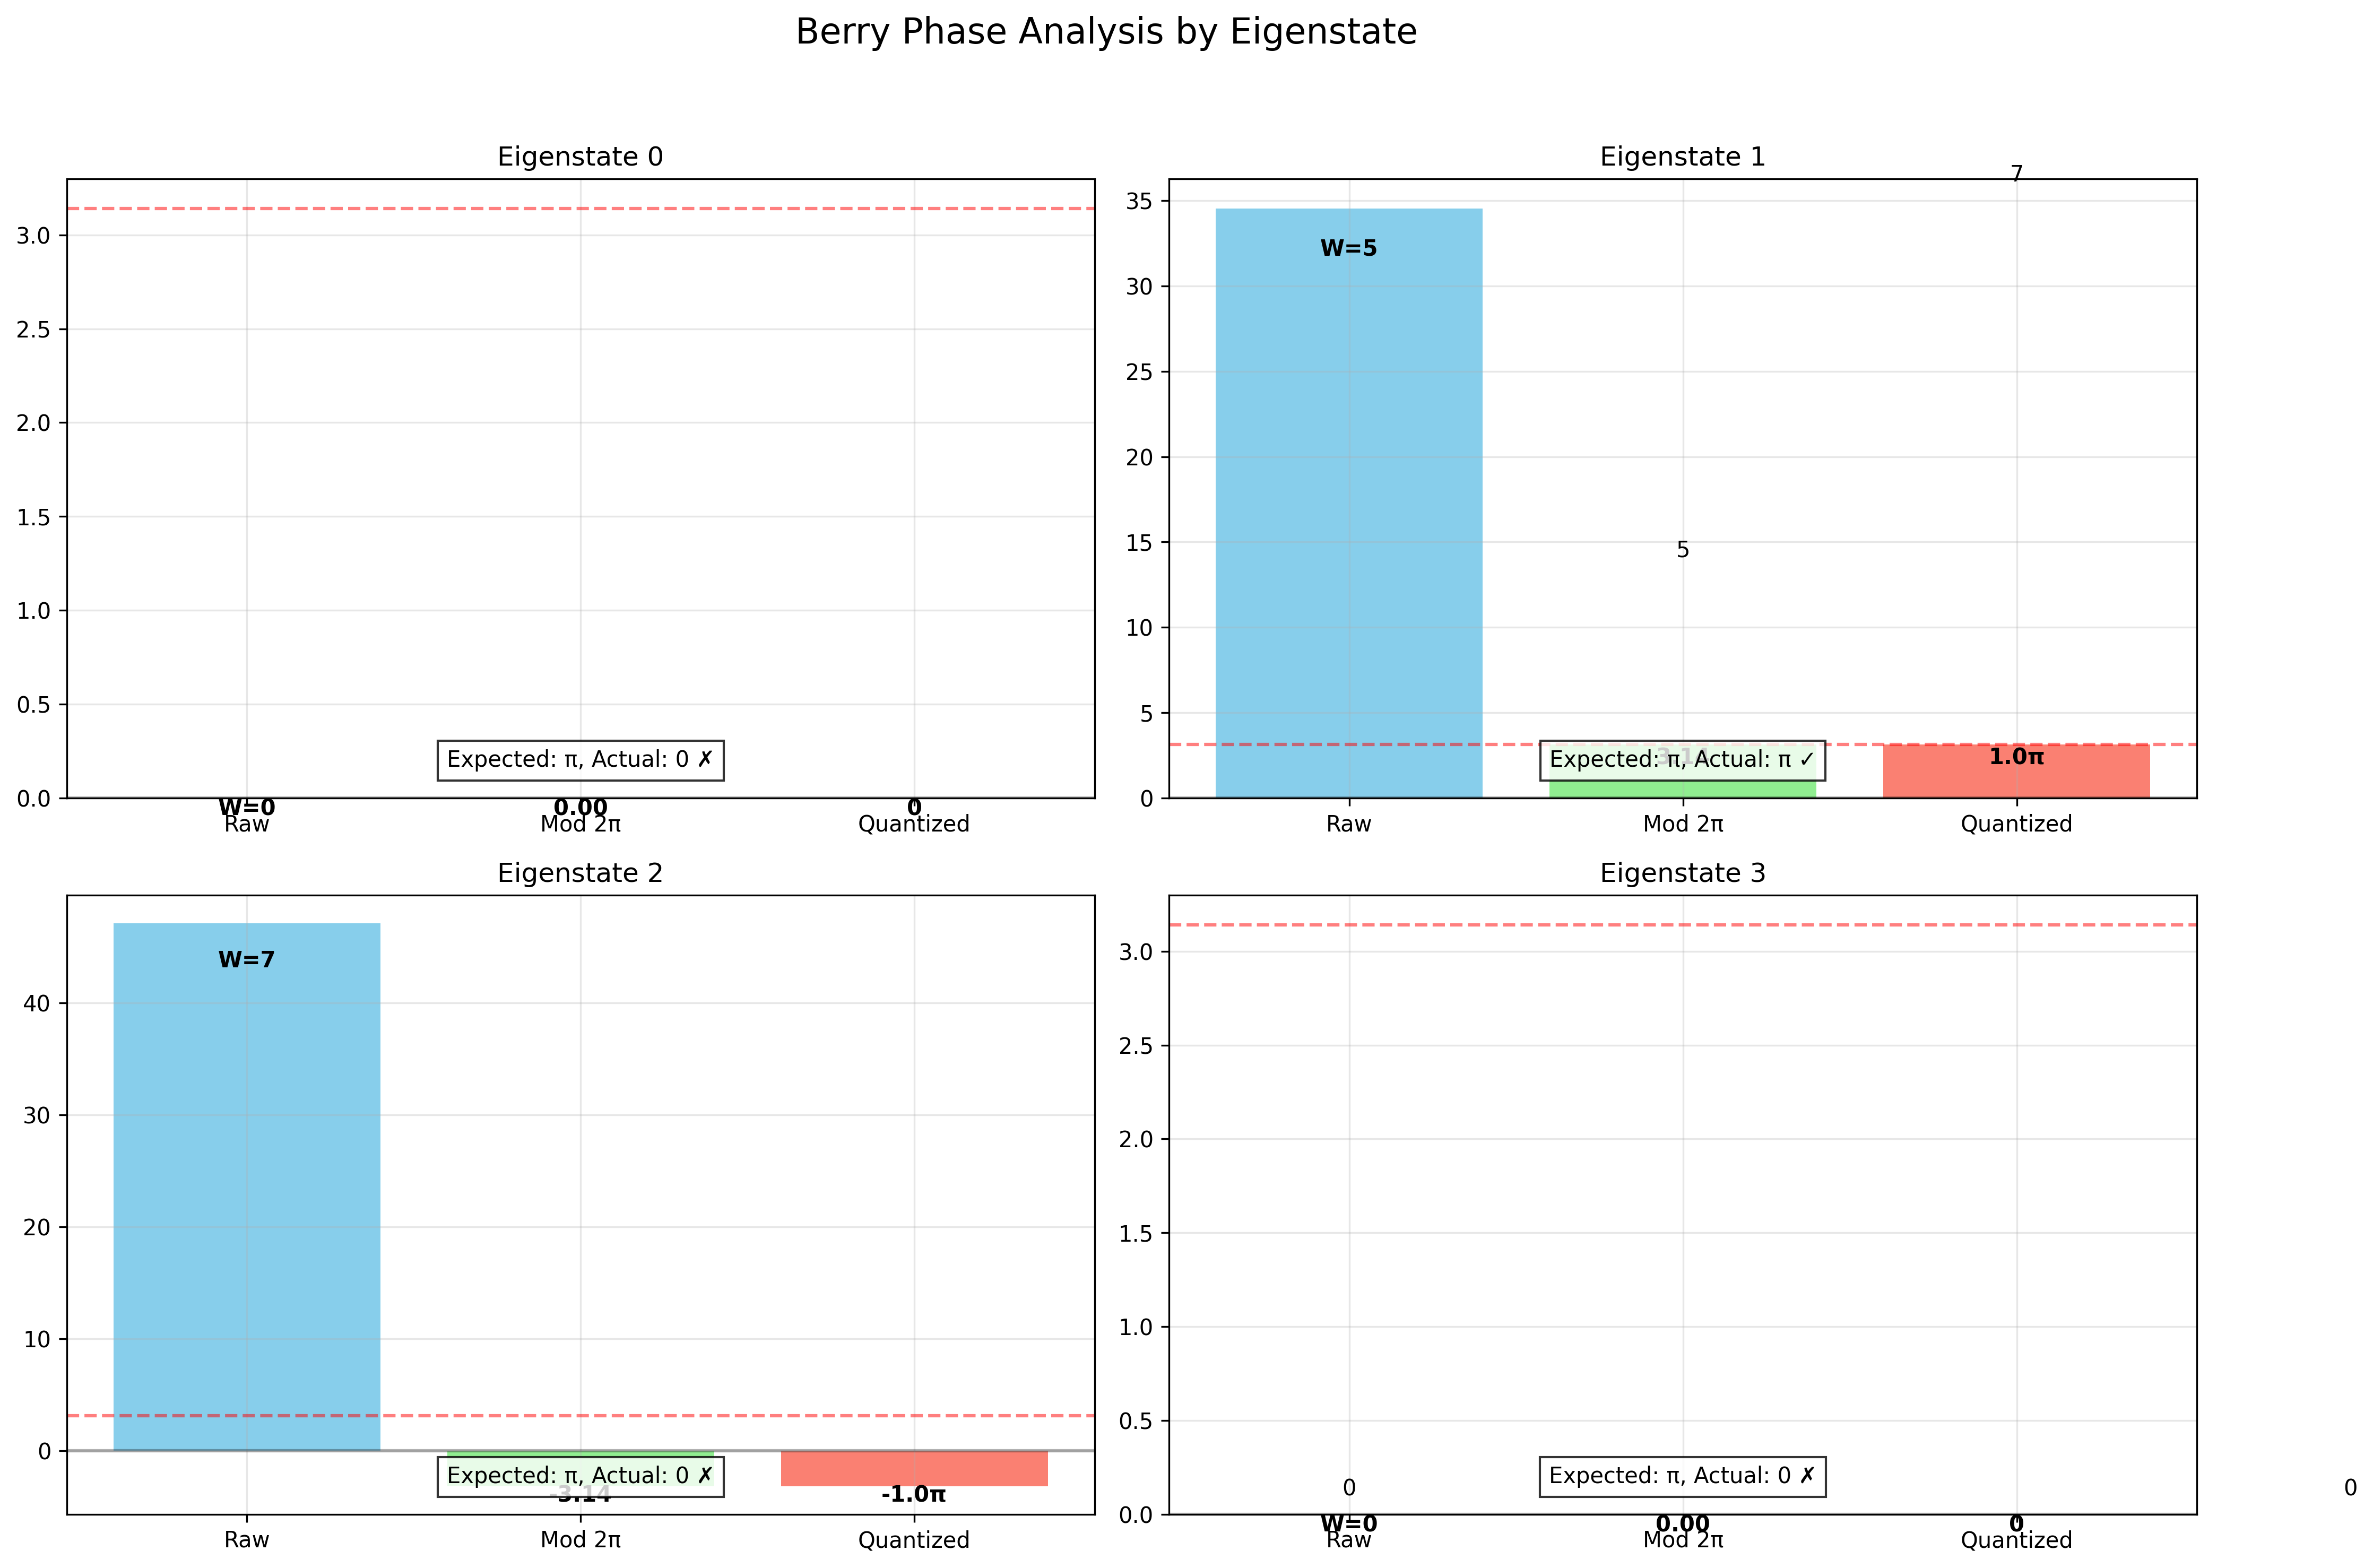 Berry Phase Analysis by Eigenstate
Eigenstate 0
3.0
2.5
2.0
1.5
1.0
0.5
0.0
Expected: π, Actual: 0 ✗
W=0
0.00
0
Raw
Mod 2π
Quantized
Eigenstate 1
7
35
30
25
20
15
10
5
0
W=5
5
3.14
Expected: π, Actual: π ✓
1.0π
Raw
Mod 2π
Quantized
Eigenstate 2
40
30
20
10
0
W=7
Expected: π, Actual: 0 ✗
-3.14
-1.0π
Raw
Mod 2π
Quantized
Eigenstate 3
3.0
2.5
2.0
1.5
1.0
0.5
0.0
0
Expected: π, Actual: 0 ✗
0
W=0
0.00
0
Raw
Mod 2π
Quantized